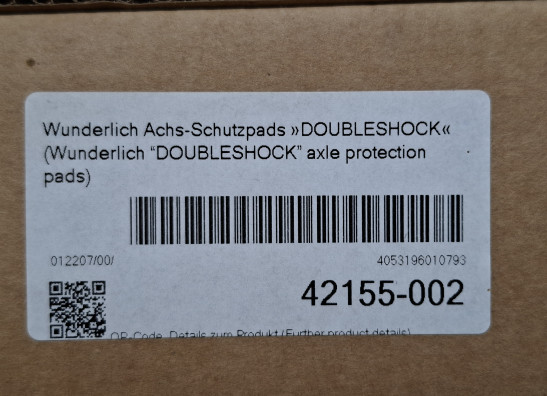 Wunderlich Achs-Schutzpads »DOUBLESHOCK«
(Wunderlich “DOUBLESHOCK” axle protection
pads)
012207/00/ 4053196010793
42155-002
QR-Code. Details zum Produkt (Further product details)